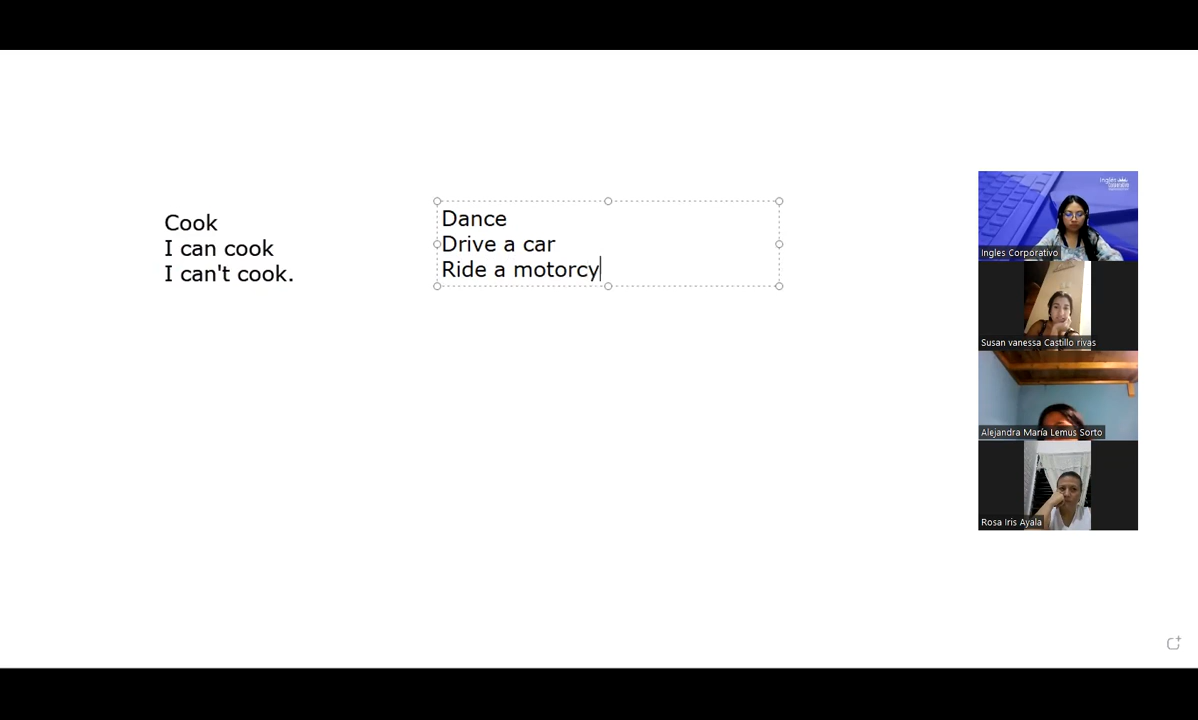 Cook
I can cook
I can't cook.
Dance
Drive a car
Ride a motorcy
Ingles Corporativo
Susan vanessa Castillo rivas
Alejandra María Lemus Sorto
Rosa Iris Ayala